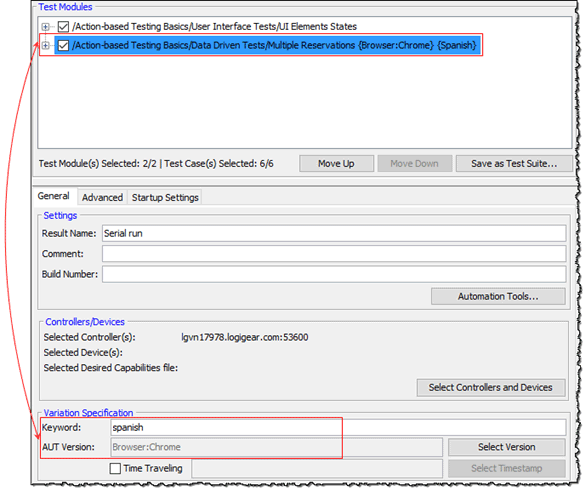 Test Modules
/Action-based Testing Basics/User Interface Tests/UI Elements States
/Action-based Testing Basics/Data Driven Tests/Multiple Reservations {Browser:Chrome} {Spanish}
Test Module(s) Selected: 2/2 | Test Case(s) Selected: 6/6 Move Up Move Down Save as Test Suite...
General Advanced Startup Settings
Settings
Result Name: Serial run
Comment:
Build Number:
Automation Tools...
Controllers/Devices
Selected Controller(s): lgvn17978.logigear.com:53600
Selected Device(s):
Selected Desired Capabilities file:
Select Controllers and Devices
Variation Specification
Keyword: spanish
AUT Version: Browser:Chrome Select Version
Time Traveling Select Timestamp